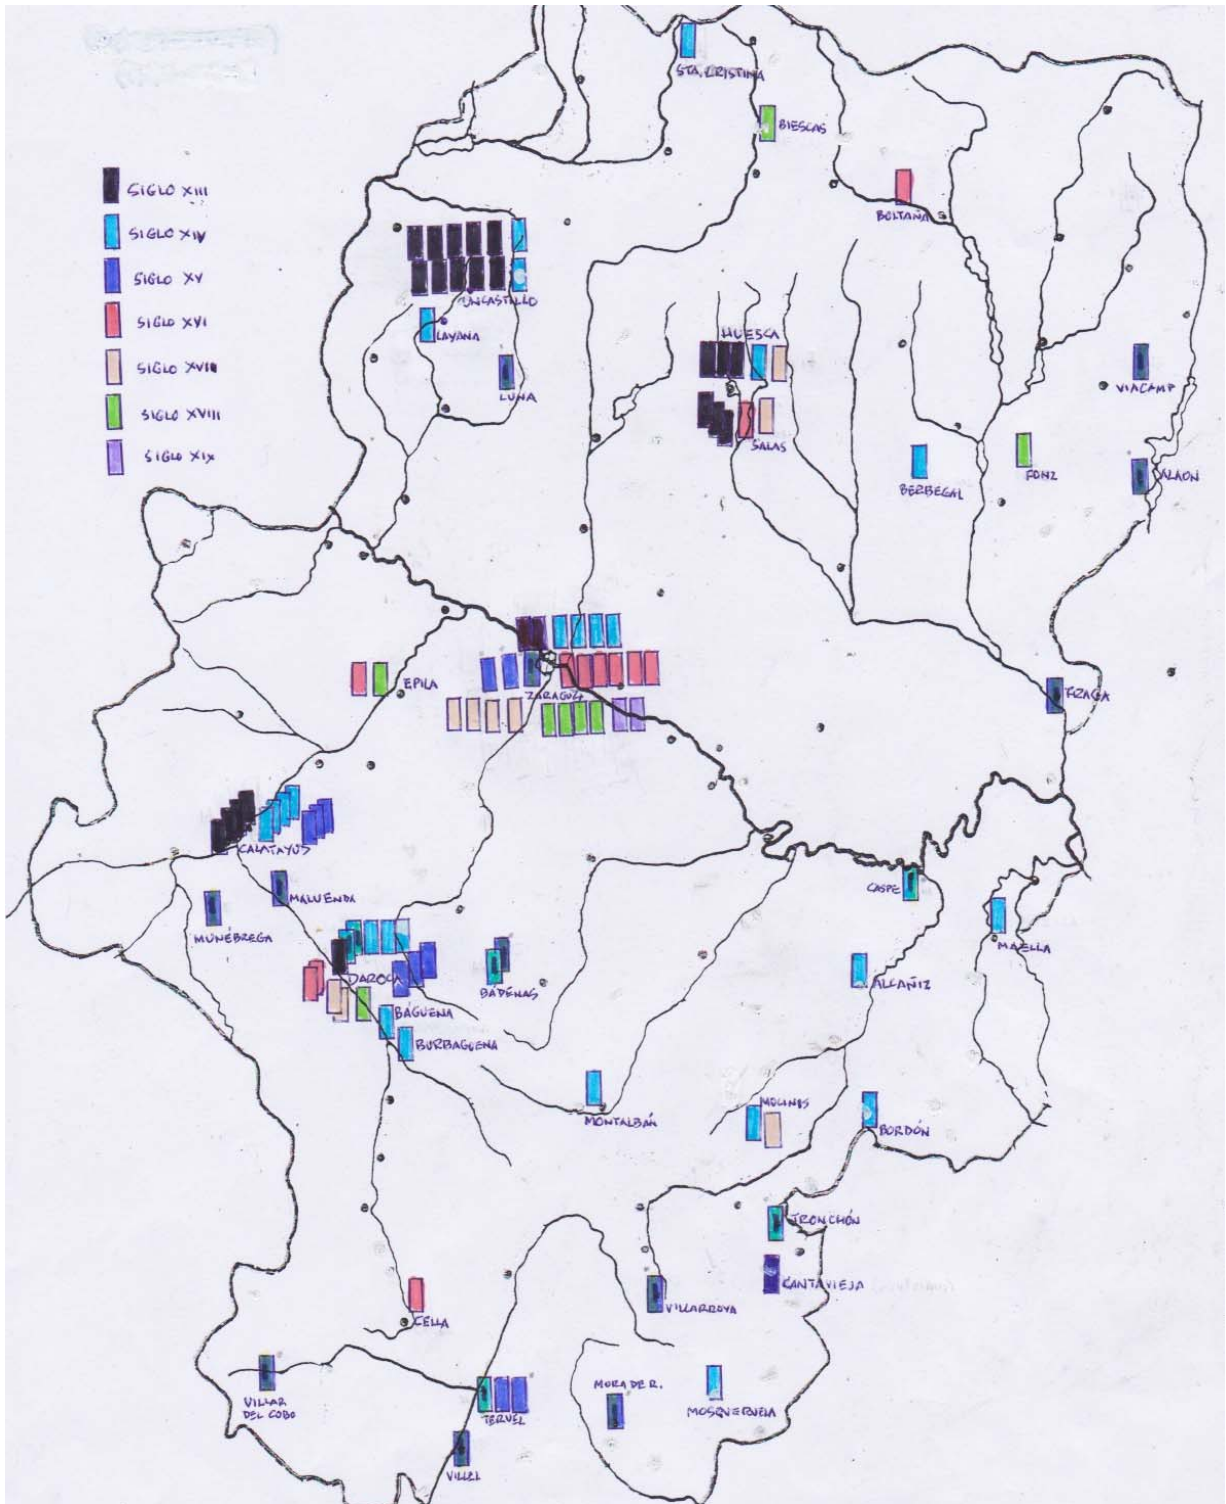 SIGLO XIII
SIGLO XIV
SIGLO XV
SIGLO XVI
SIGLO XVII
SIGLO XVIII
SIGLO XIX
STA. CRISTINA
BIESCAS
BOLTAÑA
UNCASTILLO
LAYANA
LUNA
HUESCA
SALAS
VIACAMP
BERBEGAL
FONZ
ALAON
EPILA
ZARAGOZA
FRAGA
CALATAYUD
MALUENDA
MUNÉBREGA
CASPE
MAELLA
ALCAÑIZ
DAROCA
BÁDENAS
BÁGUENA
BURBAGUENA
MONTALBÁN
MOLINOS
BORDÓN
TRONCHÓN
CANTAVIEJA
VILLARROYA
CELLA
VILLAR
DEL COBO
TERUEL
MORA DE R.
MOSQUERUELA
VILLEL